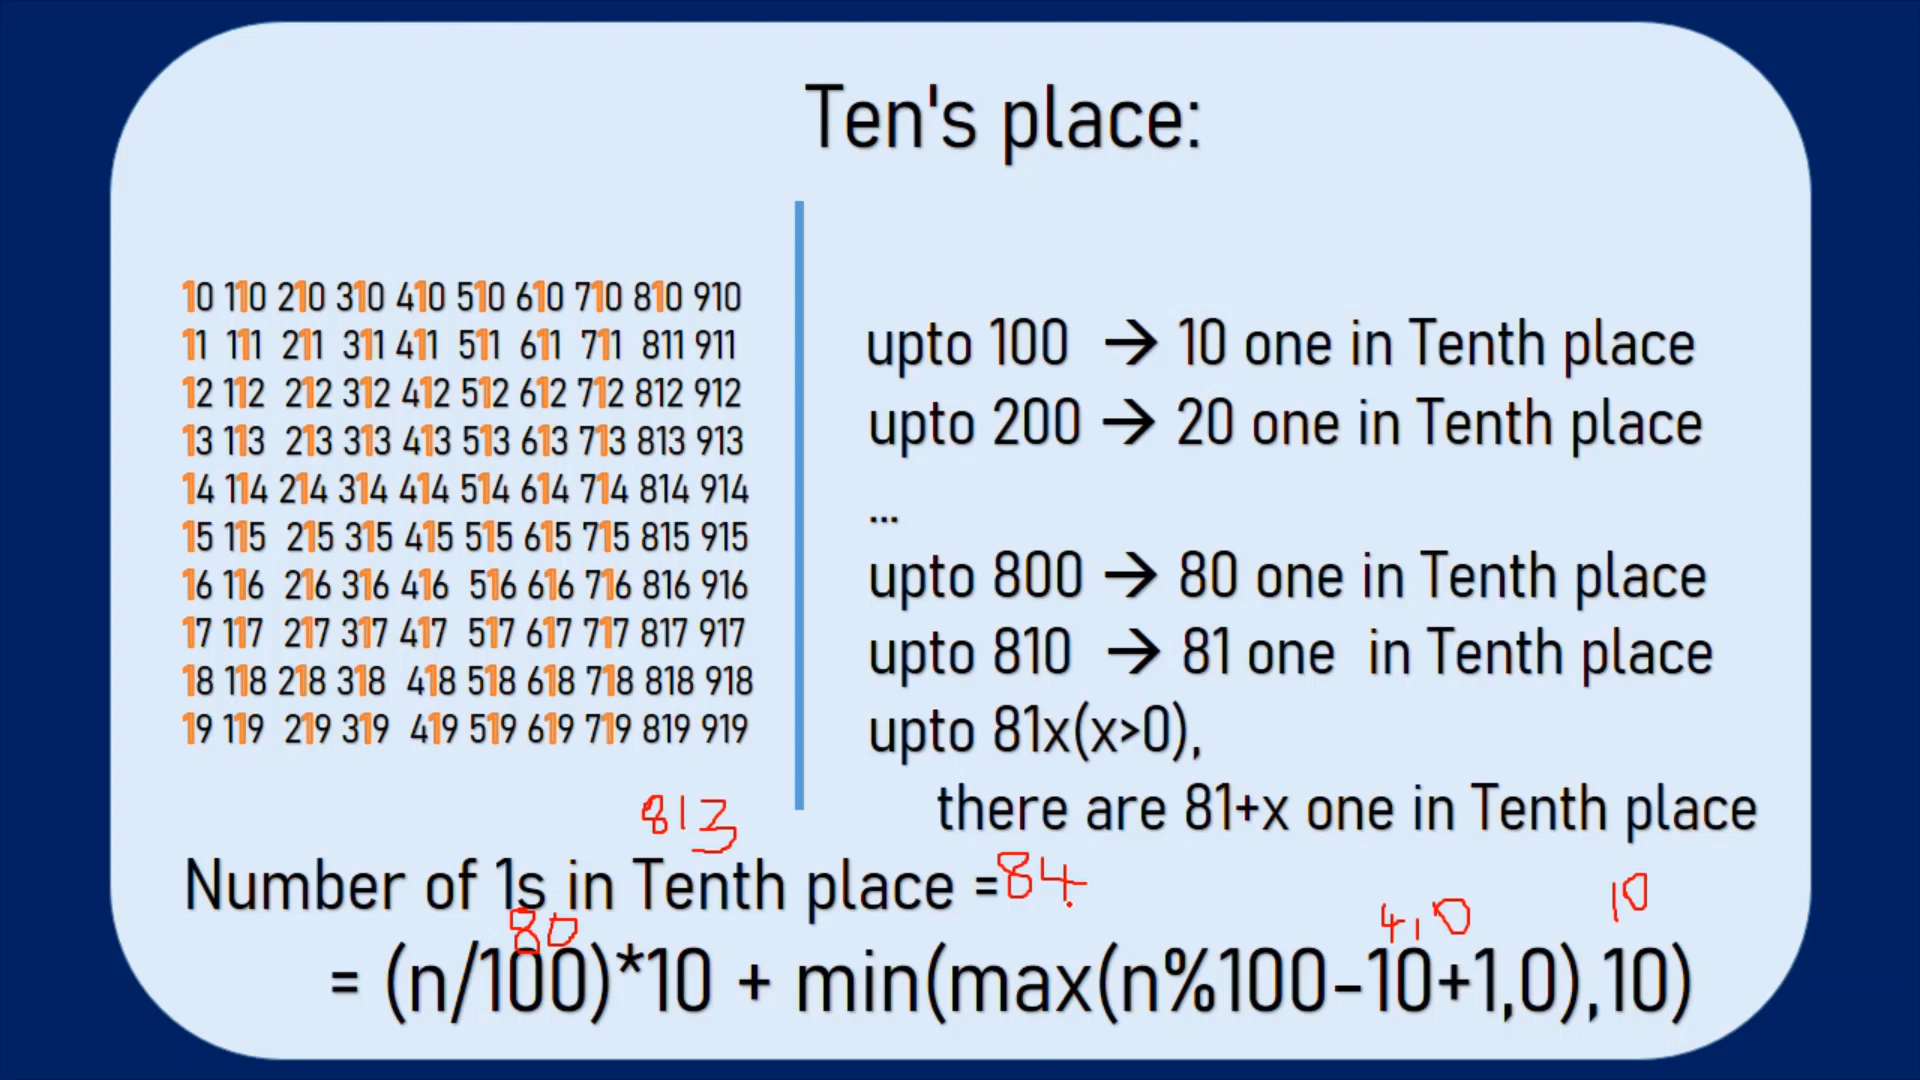 Ten's place:
10 110 210 310 410 510 610 710 810 910
11 111 211 311 411 511 611 711 811 911
12 112 212 312 412 512 612 712 812 912
13 113 213 313 413 513 613 713 813 913
14 114 214 314 414 514 614 714 814 914
15 115 215 315 415 515 615 715 815 915
16 116 216 316 416 516 616 716 816 916
17 117 217 317 417 517 617 717 817 917
18 118 218 318 418 518 618 718 818 918
19 119 219 319 419 519 619 719 819 919
upto 100 → 10 one in Tenth place
upto 200 → 20 one in Tenth place
...
upto 800 → 80 one in Tenth place
upto 810 → 81 one in Tenth place
upto 81x(x>0),
there are 81+x one in Tenth place
813
Number of 1s in Tenth place =84
80 4,0 10
= (n/100)*10 + min(max(n%100-10+1,0),10)